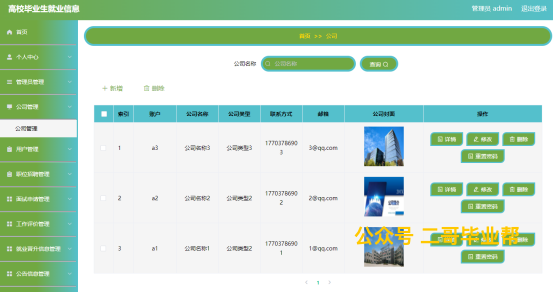 高校毕业生就业信息
管理员 admin 退出登录
首页
个人中心
管理员管理
公司管理
公司管理
用户管理
职位招聘管理
面试申请管理
工作评价管理
就业晋升信息管理
公告信息管理
首页 >> 公司
公司名称 公司名称 查询
新增 删除
索引 账户 公司名称 公司类型 联系方式 邮箱 公司封面 操作
1 a3 公司名称3 公司类型3 17703786903 3@qq.com 详情 修改 删除
重置密码
2 a2 公司名称2 公司类型2 17703786902 2@qq.com 详情 修改 删除
重置密码
3 a1 公司名称1 公司类型2 17703786901 1@qq.com
重置密码
公众号 二哥毕业帮
1